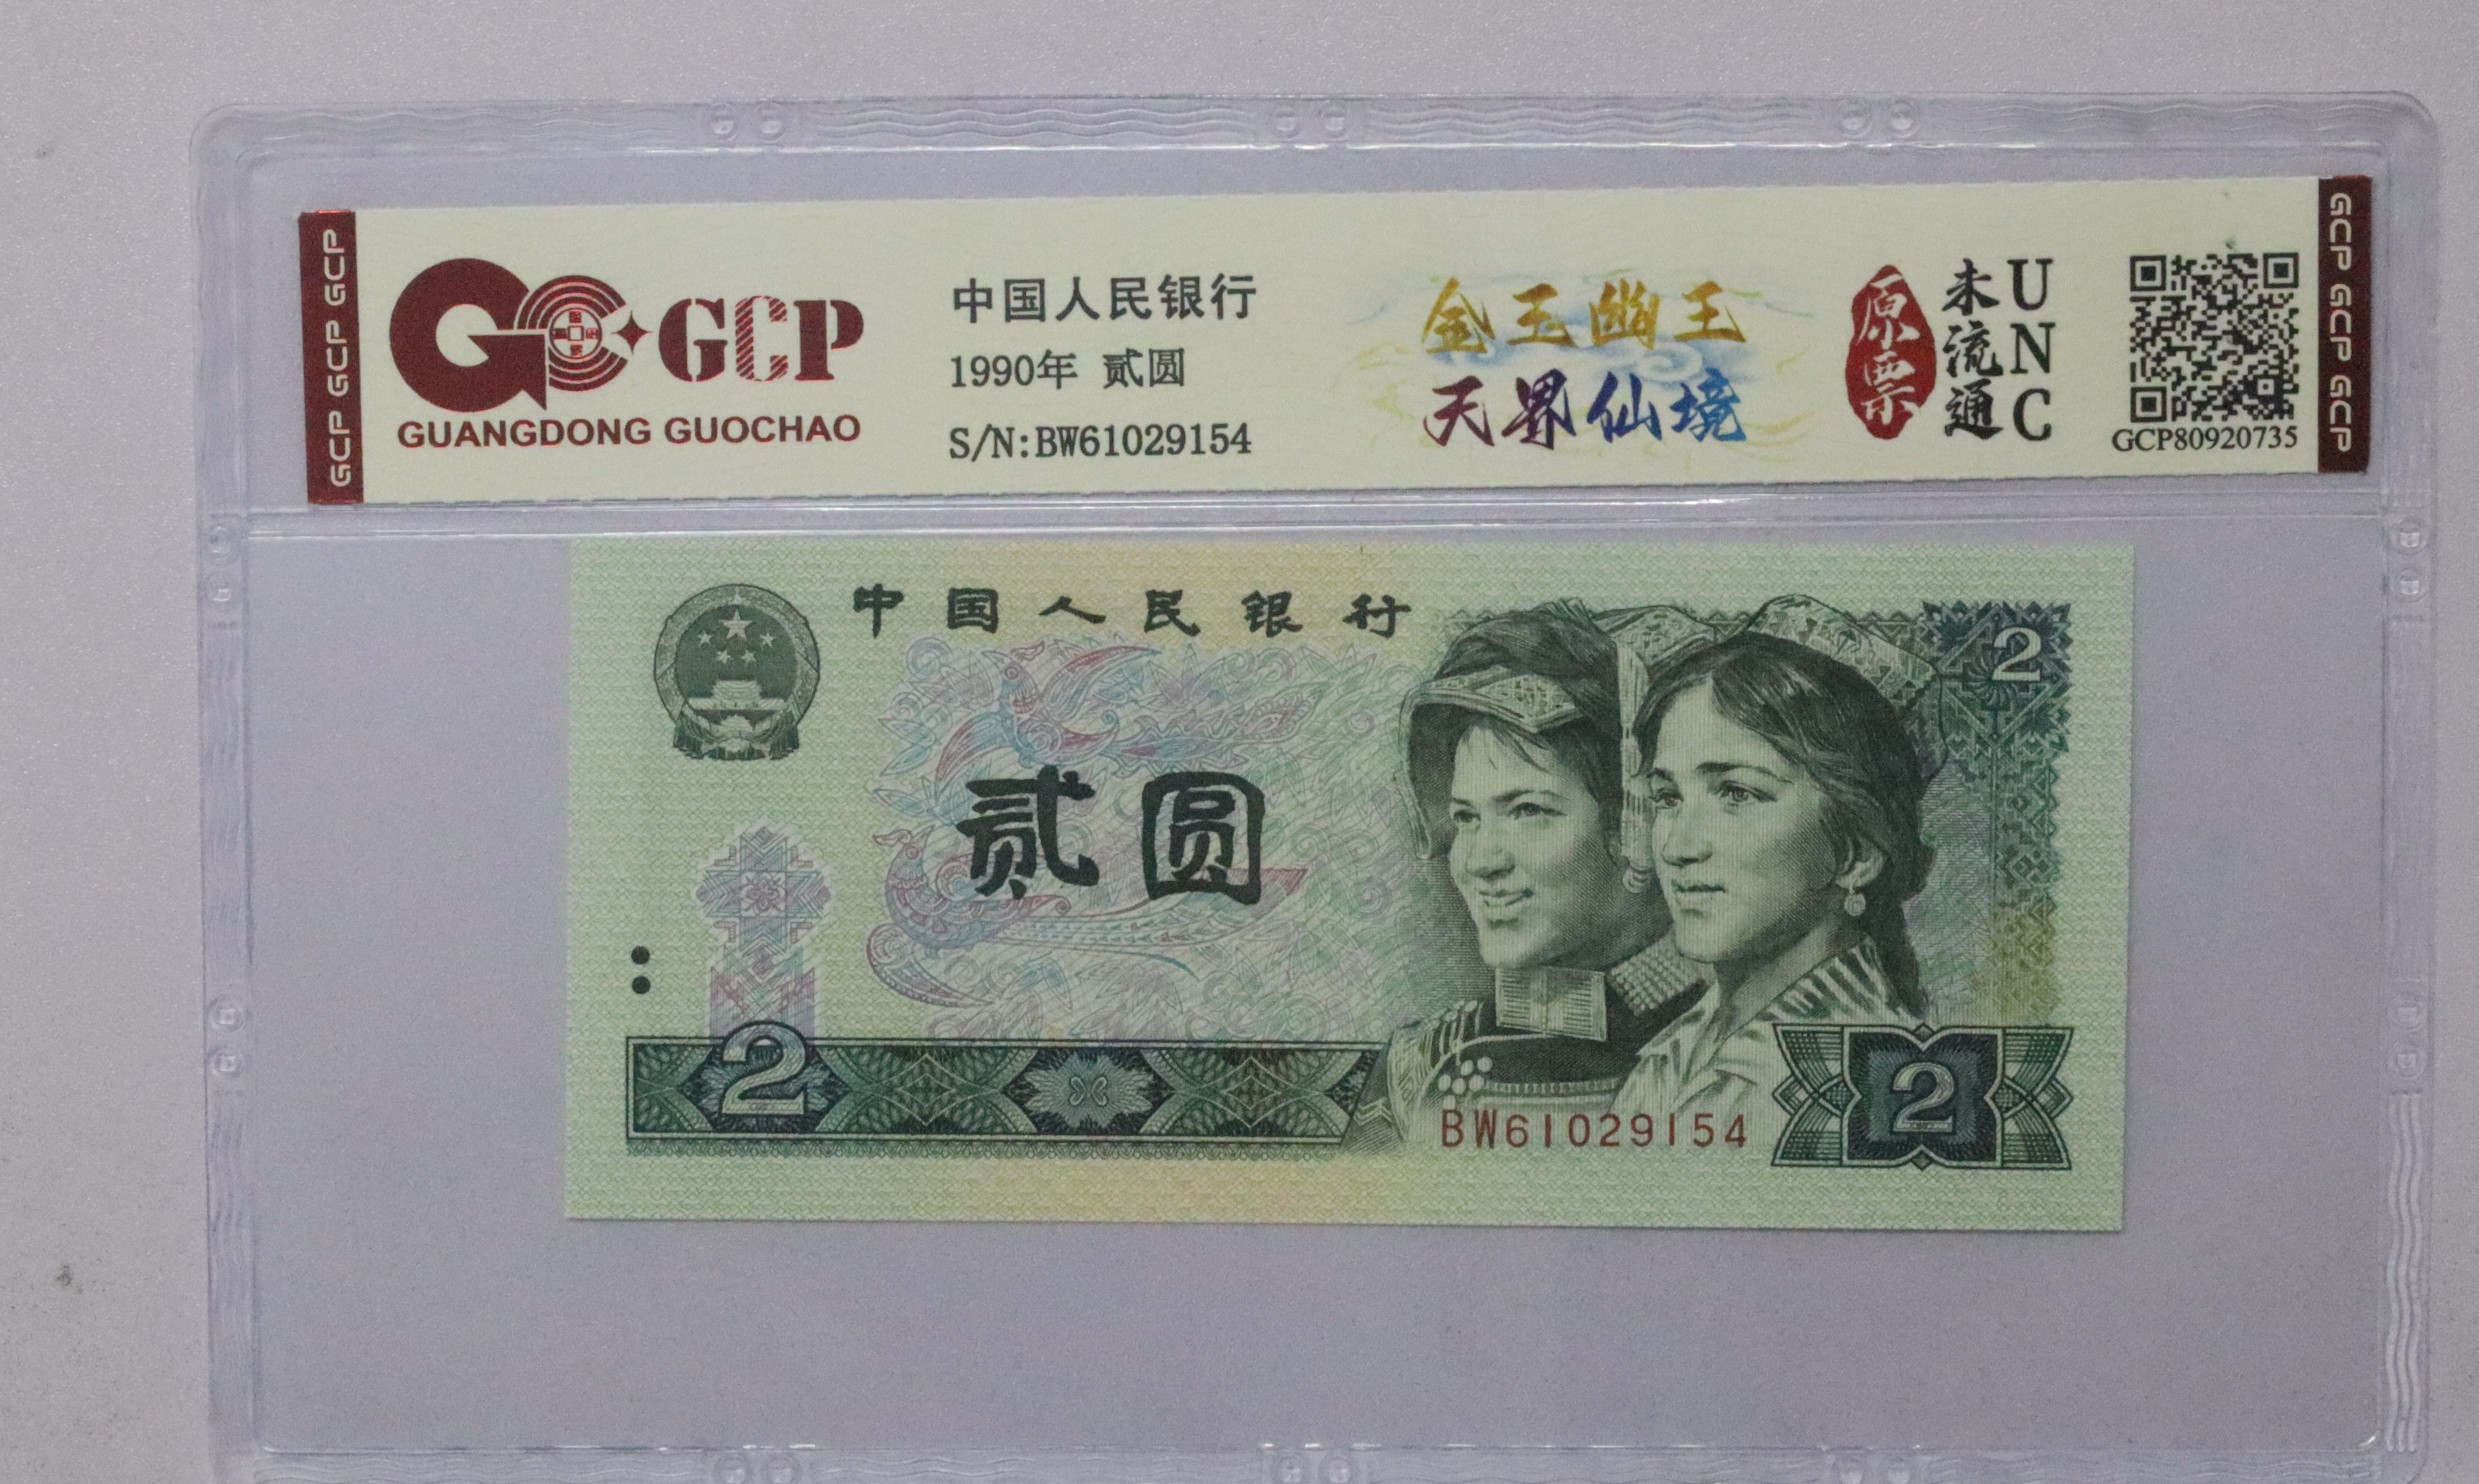 GCP GCP GCP
GCP
GUANGDONG GUOCHAO
中国人民银行
1990年 贰圆
S/N:BW61029154
金玉幽王
天界仙境
原票
未流通
UNC
GCP80920735
GCP GCP GCP
中国人民银行
2
贰圆
2
BW61029154
2